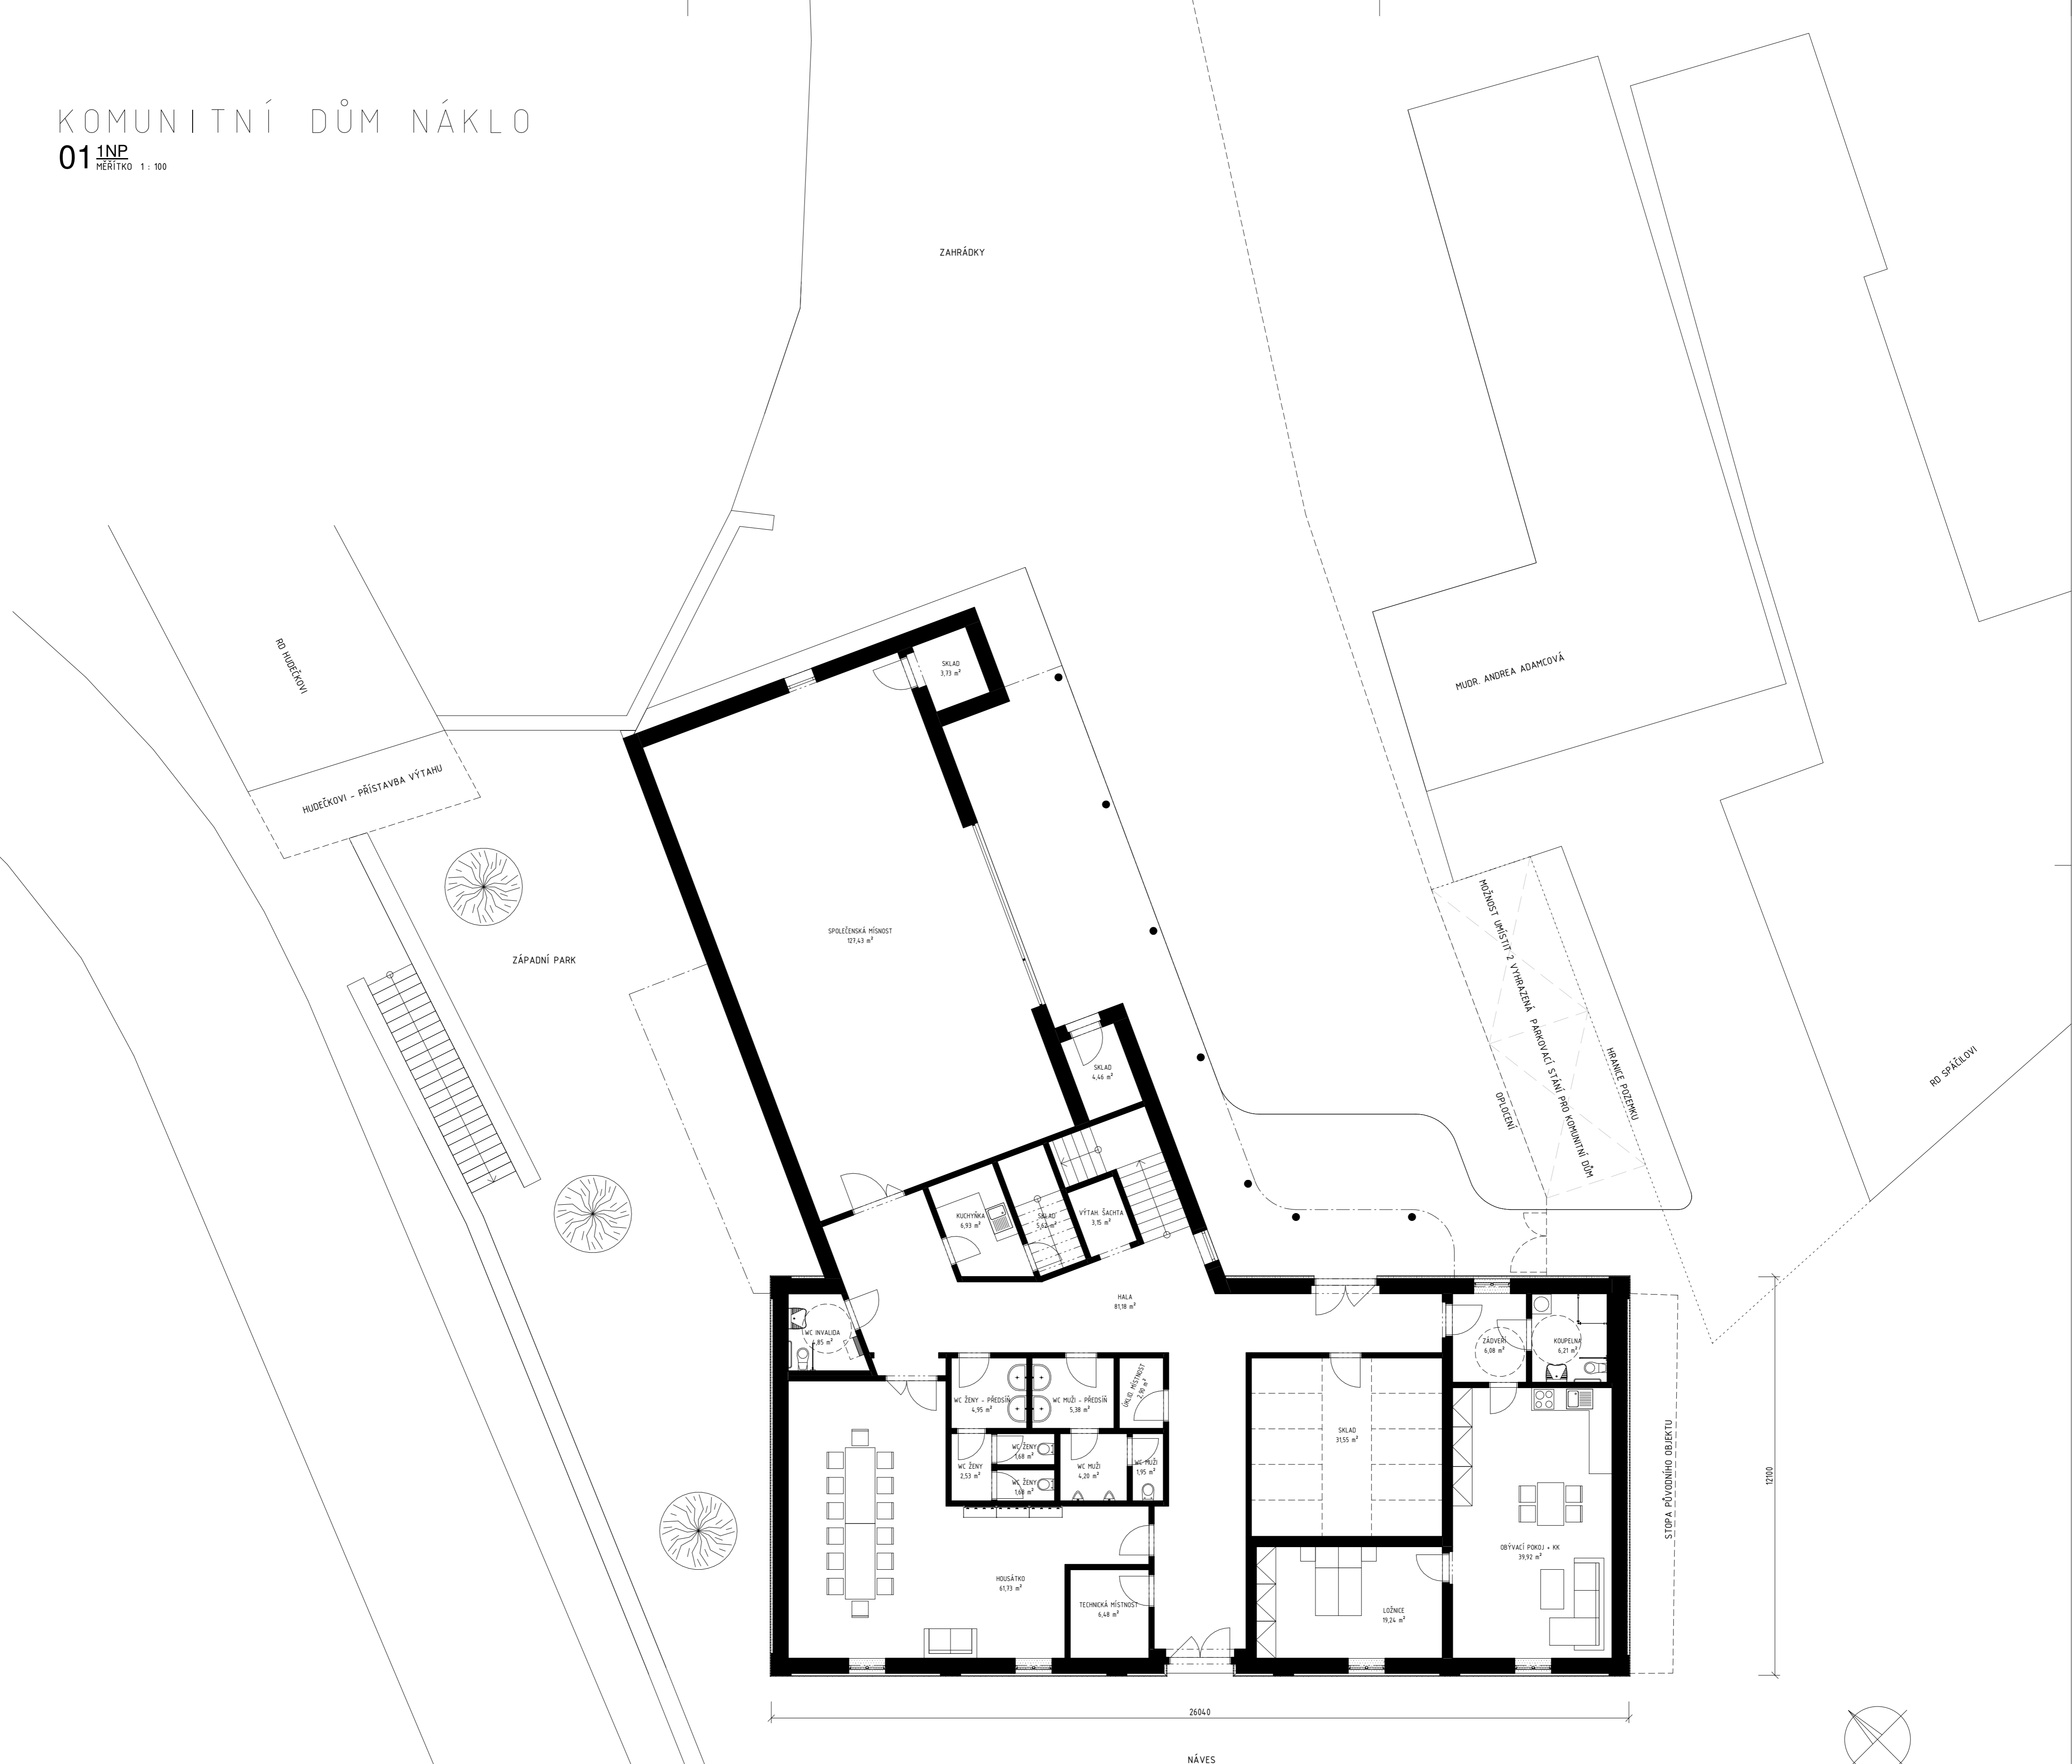 KOMUNITNÍ DŮM NÁKLO
01 1NP
MĚŘÍTKO 1 : 100
ZAHRÁDKY
RD HUDEČKOVI
HUDEČKOVI - PŘÍSTAVBA VÝTAHU
MUDR. ANDREA ADAMCOVÁ
SKLAD
3,73 m²
SPOLEČENSKÁ MÍSNOST
127,43 m²
ZÁPADNÍ PARK
MOŽNOST UMÍSTIT 2 VYHRAZENÁ PARKOVACÍ STÁNÍ PRO KOMUNITNÍ DŮM
HRANICE POZEMKU
OPLOCENÍ
RD SPÁČILOVI
SKLAD
4,46 m²
KUCHYŇKA
6,93 m²
SKLAD
5,62 m²
VÝTAH. ŠACHTA
3,15 m²
HALA
81,18 m²
WC INVALIDA
4,85 m²
ZÁDVEŘÍ
6,08 m²
KOUPELNA
6,21 m²
WC ŽENY - PŘEDSÍŇ
4,95 m²
WC MUŽI - PŘEDSÍŇ
5,38 m²
ÚKLID MÍSTNOST
2,90 m²
WC ŽENY
1,68 m²
WC ŽENY
2,53 m²
WC ŽENY
1,68 m²
WC MUŽI
4,20 m²
WC MUŽI
1,95 m²
SKLAD
31,55 m²
STOPA PŮVODNÍHO OBJEKTU
12100
OBÝVACÍ POKOJ + KK
39,92 m²
HOUSÁTKO
61,73 m²
TECHNICKÁ MÍSTNOST
6,48 m²
LOŽNICE
19,24 m²
26040
NÁVES